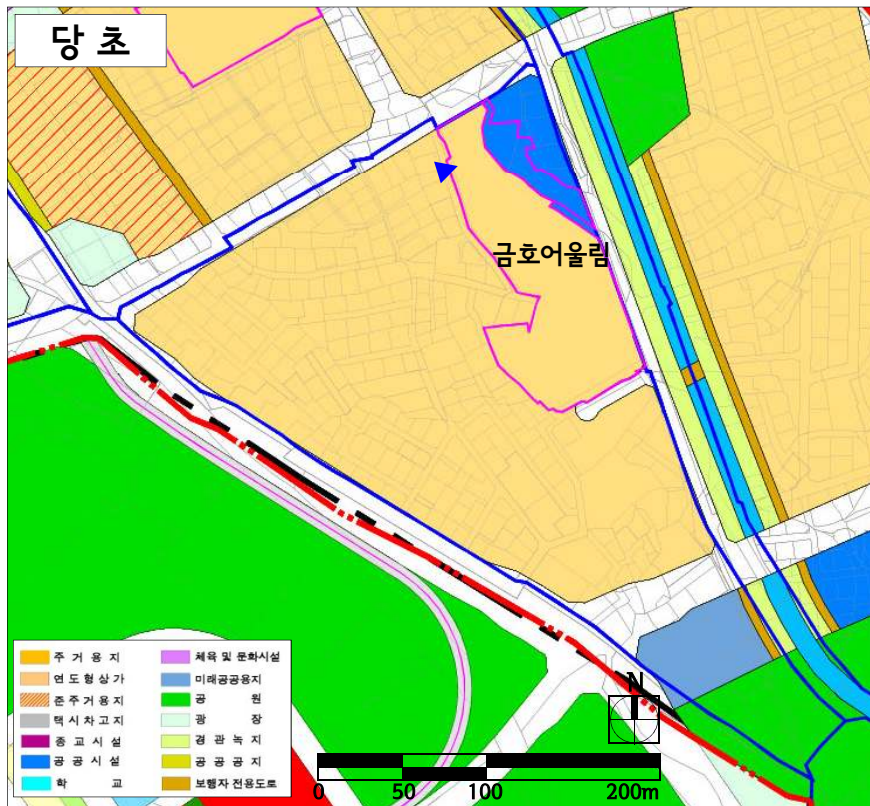 당 초
금호어울림
주 거 용 지
연 도 형 상 가
준 주 거 용 지
택 시 차 고 지
종 교 시 설
공 공 시 설
학 교
체육 및 문화시설
미래공공용지
공 원
광 장
경 관 녹 지
공 공 공 지
보행자 전용도로
N
0 50 100 200m